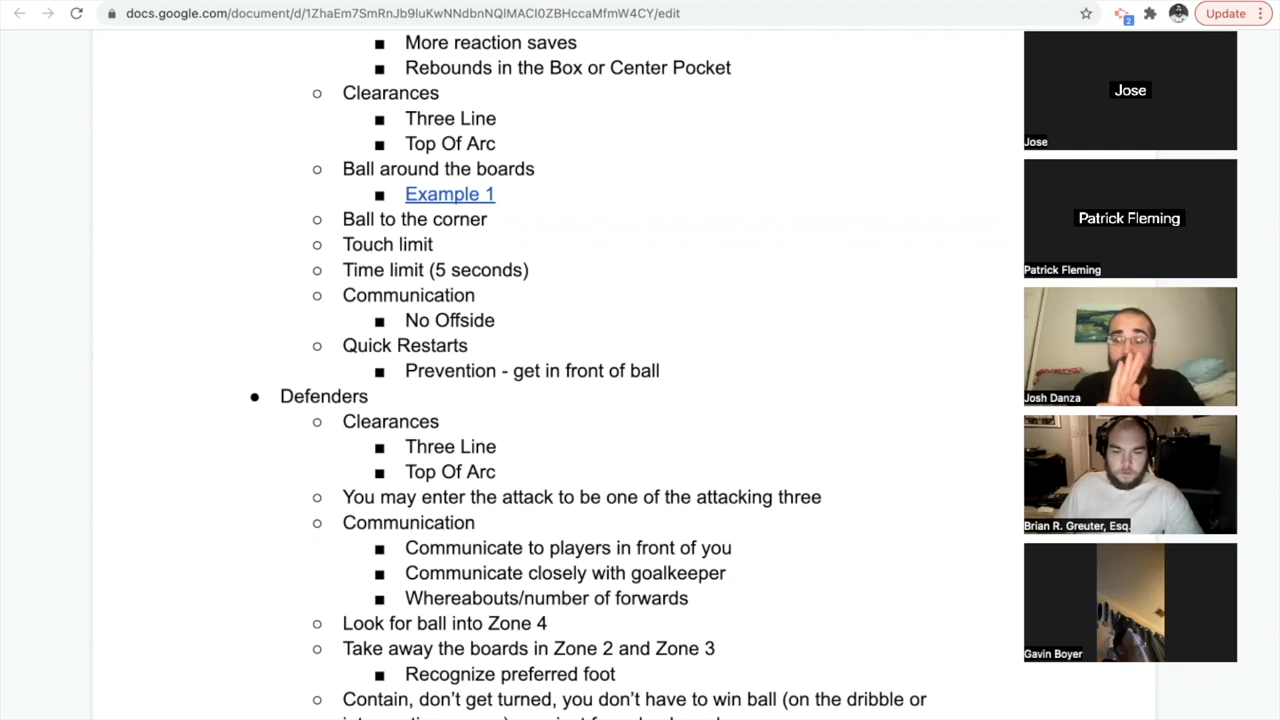 docs.google.com/document/d/1ZhaEm7SmRnJb9luKwNNdbnNQlMACI0ZBHccaMfmW4CY/edit
2
Update
■ More reaction saves
■ Rebounds in the Box or Center Pocket
○ Clearances
■ Three Line
■ Top Of Arc
○ Ball around the boards
■ Example 1
○ Ball to the corner
○ Touch limit
○ Time limit (5 seconds)
○ Communication
■ No Offside
○ Quick Restarts
■ Prevention - get in front of ball
● Defenders
○ Clearances
■ Three Line
■ Top Of Arc
○ You may enter the attack to be one of the attacking three
○ Communication
■ Communicate to players in front of you
■ Communicate closely with goalkeeper
■ Whereabouts/number of forwards
○ Look for ball into Zone 4
○ Take away the boards in Zone 2 and Zone 3
■ Recognize preferred foot
○ Contain, don't get turned, you don't have to win ball (on the dribble or
Jose
Jose
Patrick Fleming
Patrick Fleming
Josh Danza
Brian R. Greuter, Esq.
Gavin Boyer